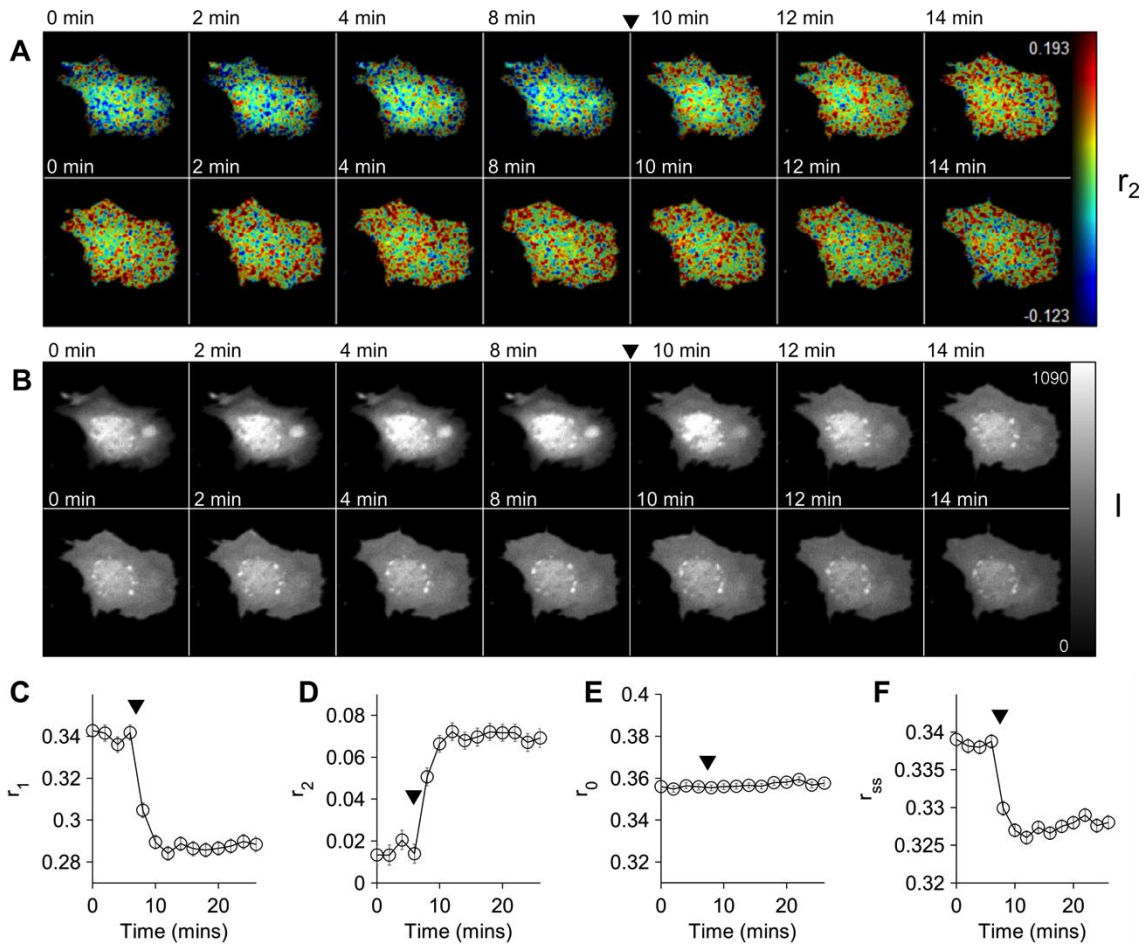 0 min 2 min 4 min 8 min 10 min 12 min 14 min
A
0.193
r2
0 min 2 min 4 min 8 min 10 min 12 min 14 min
-0.123
0 min 2 min 4 min 8 min 10 min 12 min 14 min
B
1090
I
0 min 2 min 4 min 8 min 10 min 12 min 14 min
0
C
r1
0.34
0.32
0.3
0.28
0 10 20
Time (mins)
D
r2
0.08
0.06
0.04
0.02
0
0 10 20
Time (mins)
E
r0
0.4
0.38
0.36
0.34
0.32
0 10 20
Time (mins)
F
rss
0.34
0.335
0.33
0.325
0.32
0 10 20
Time (mins)